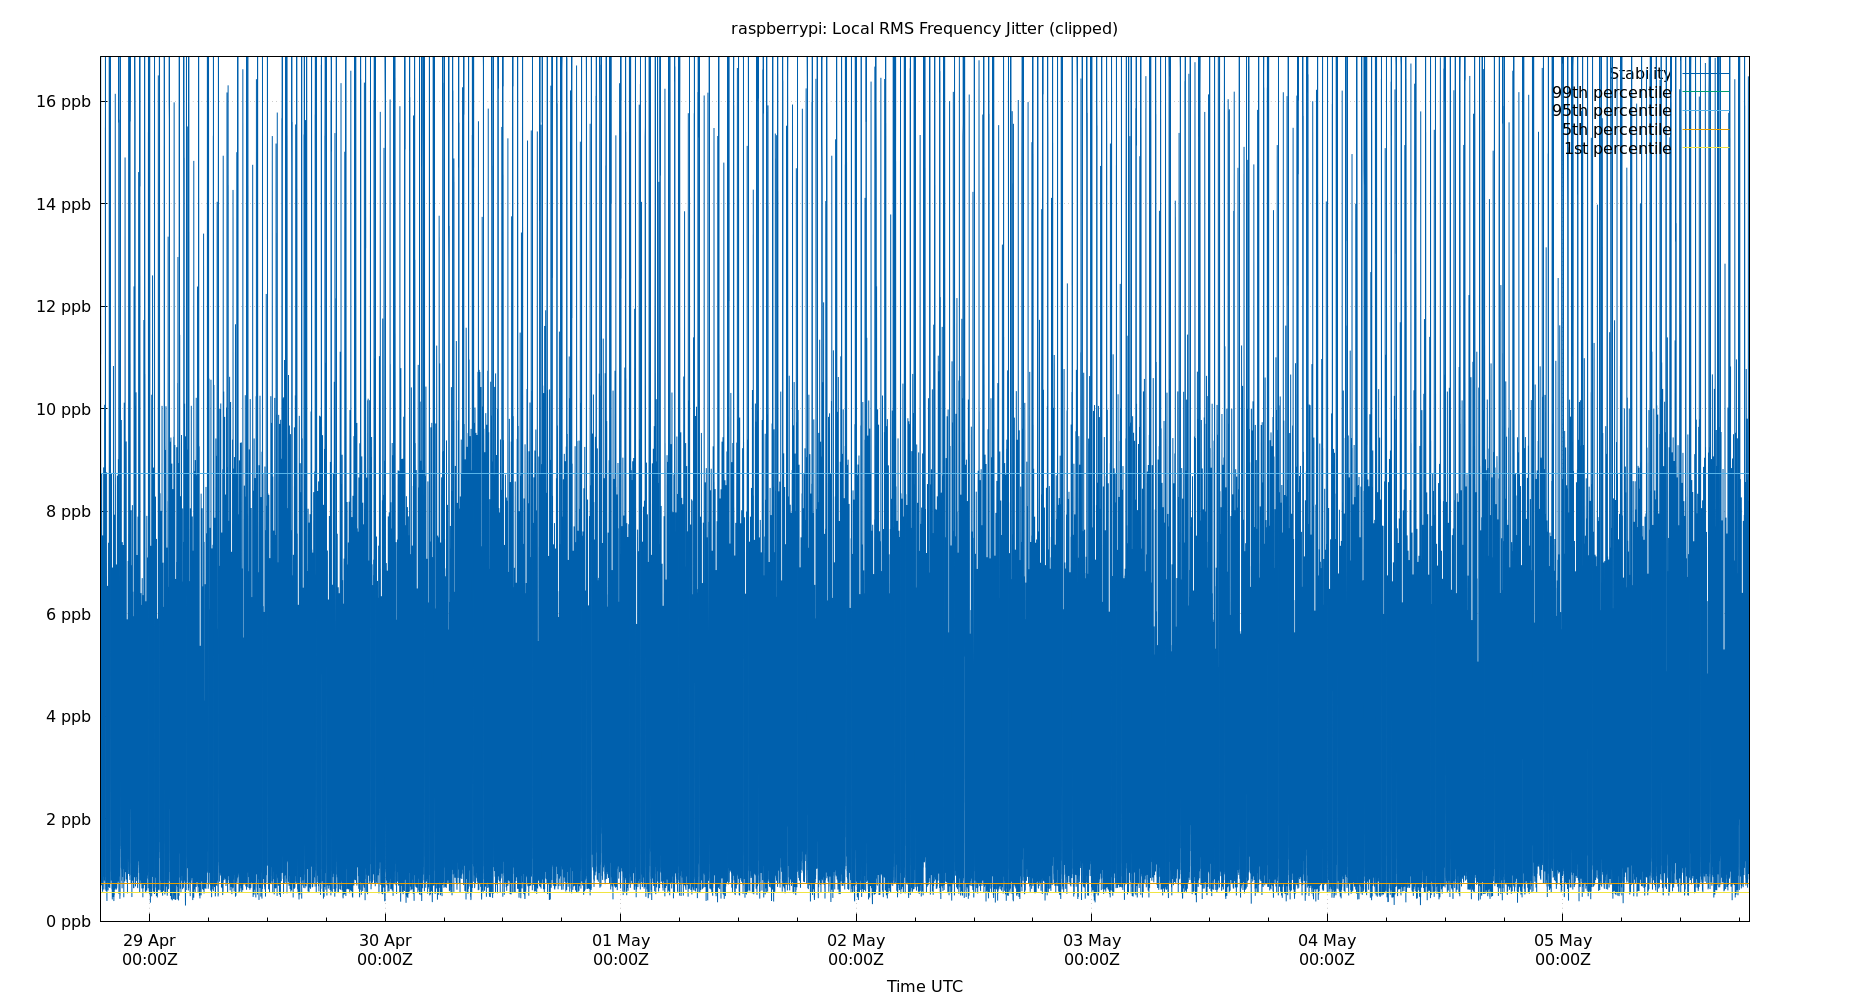 raspberrypi: Local RMS Frequency Jitter (clipped)
Stability
99th percentile
95th percentile
5th percentile
1st percentile
16 ppb
14 ppb
12 ppb
10 ppb
8 ppb
6 ppb
4 ppb
2 ppb
0 ppb
29 Apr 30 Apr 01 May 02 May 03 May 04 May 05 May
00:00Z 00:00Z 00:00Z 00:00Z 00:00Z 00:00Z 00:00Z
Time UTC